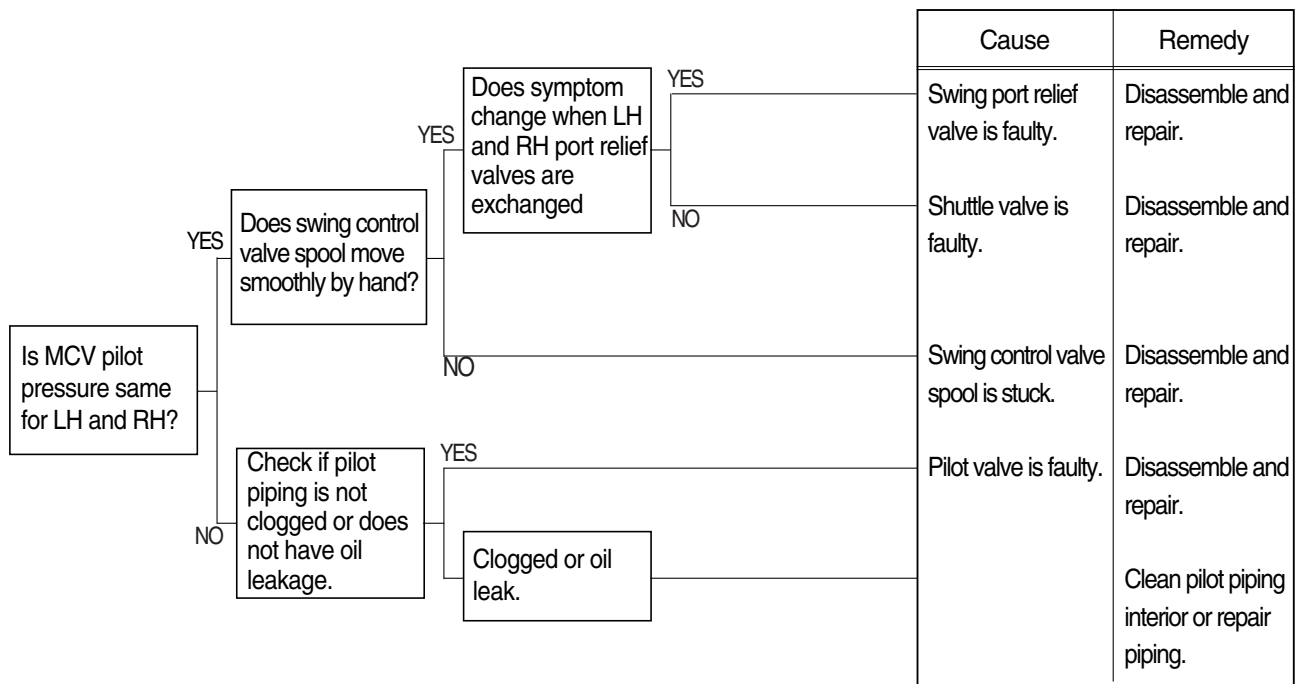 Cause
Remedy
Is MCV pilot
pressure same
for LH and RH?
YES
Does swing control
valve spool move
smoothly by hand?
YES
Does symptom
change when LH
and RH port relief
valves are
exchanged
YES
Swing port relief
valve is faulty.
Disassemble and
repair.
NO
Shuttle valve is
faulty.
Disassemble and
repair.
NO
Swing control valve
spool is stuck.
Disassemble and
repair.
NO
Check if pilot
piping is not
clogged or does
not have oil
leakage.
YES
Pilot valve is faulty.
Disassemble and
repair.
Clogged or oil
leak.
Clean pilot piping
interior or repair
piping.